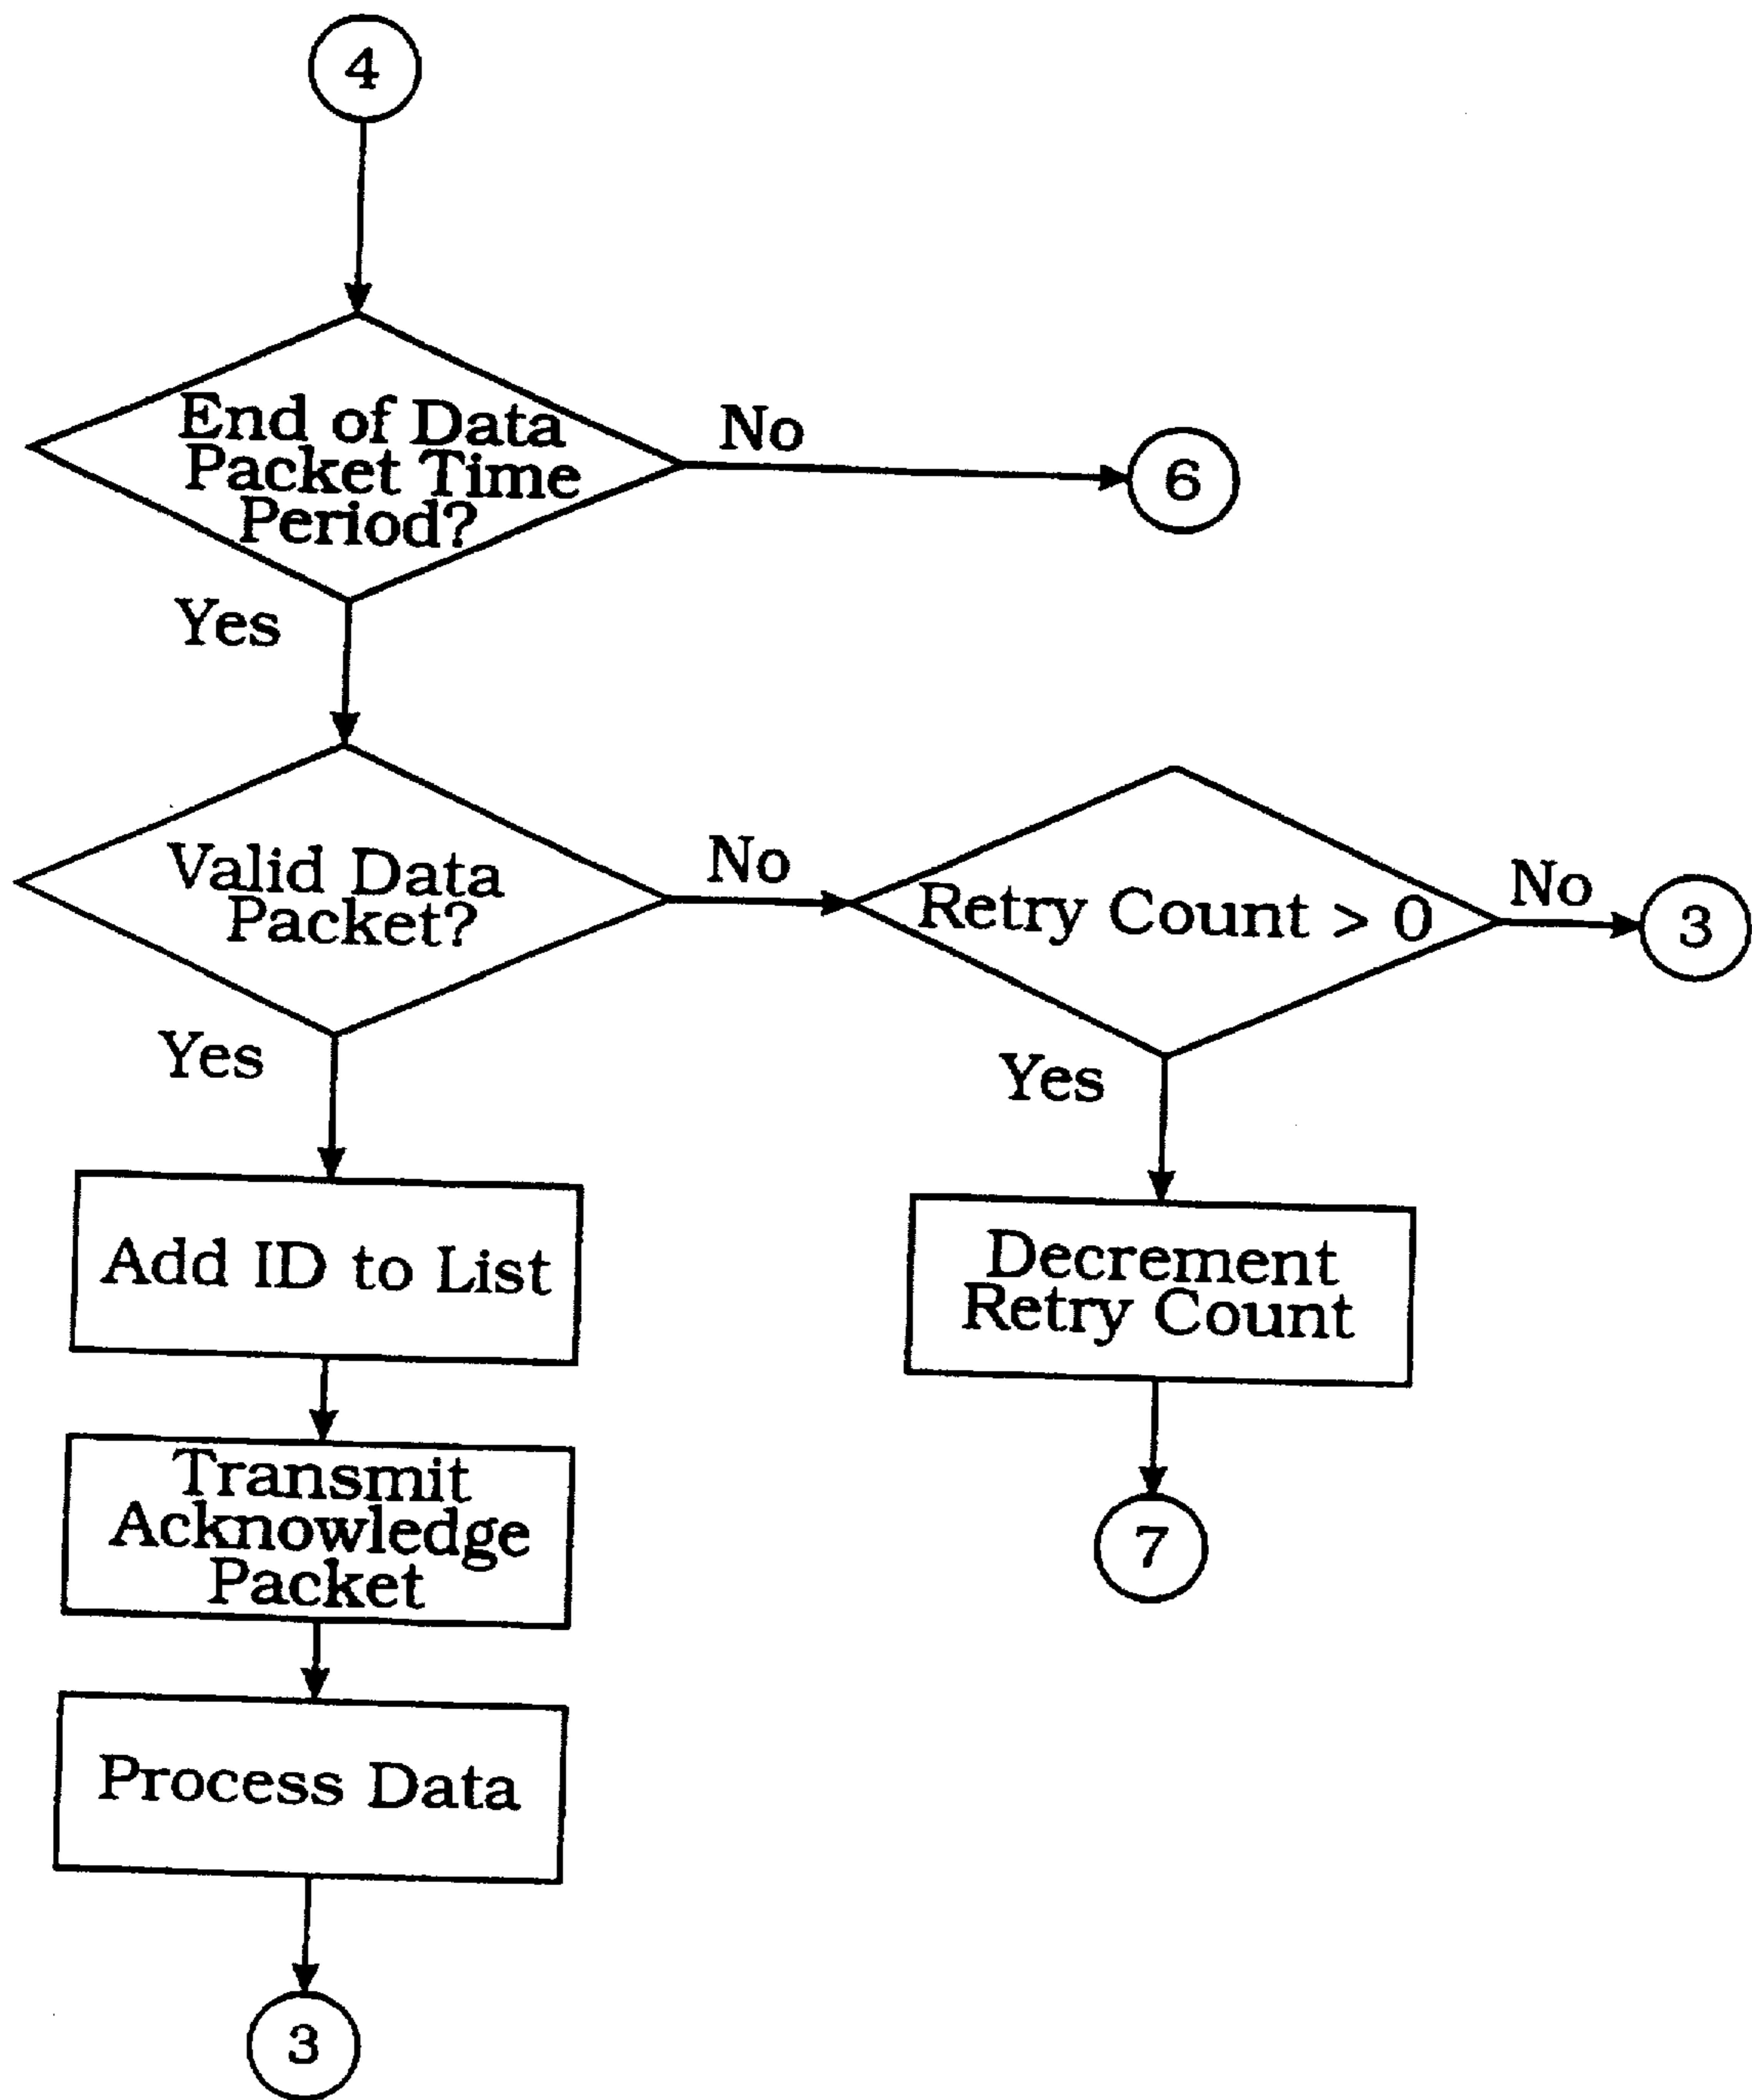 4
End of Data
Packet Time
Period?
No
6
Yes
Valid Data
Packet?
No
Retry Count > 0
No
3
Yes
Yes
Add ID to List
Decrement
Retry Count
Transmit
Acknowledge
Packet
7
Process Data
3